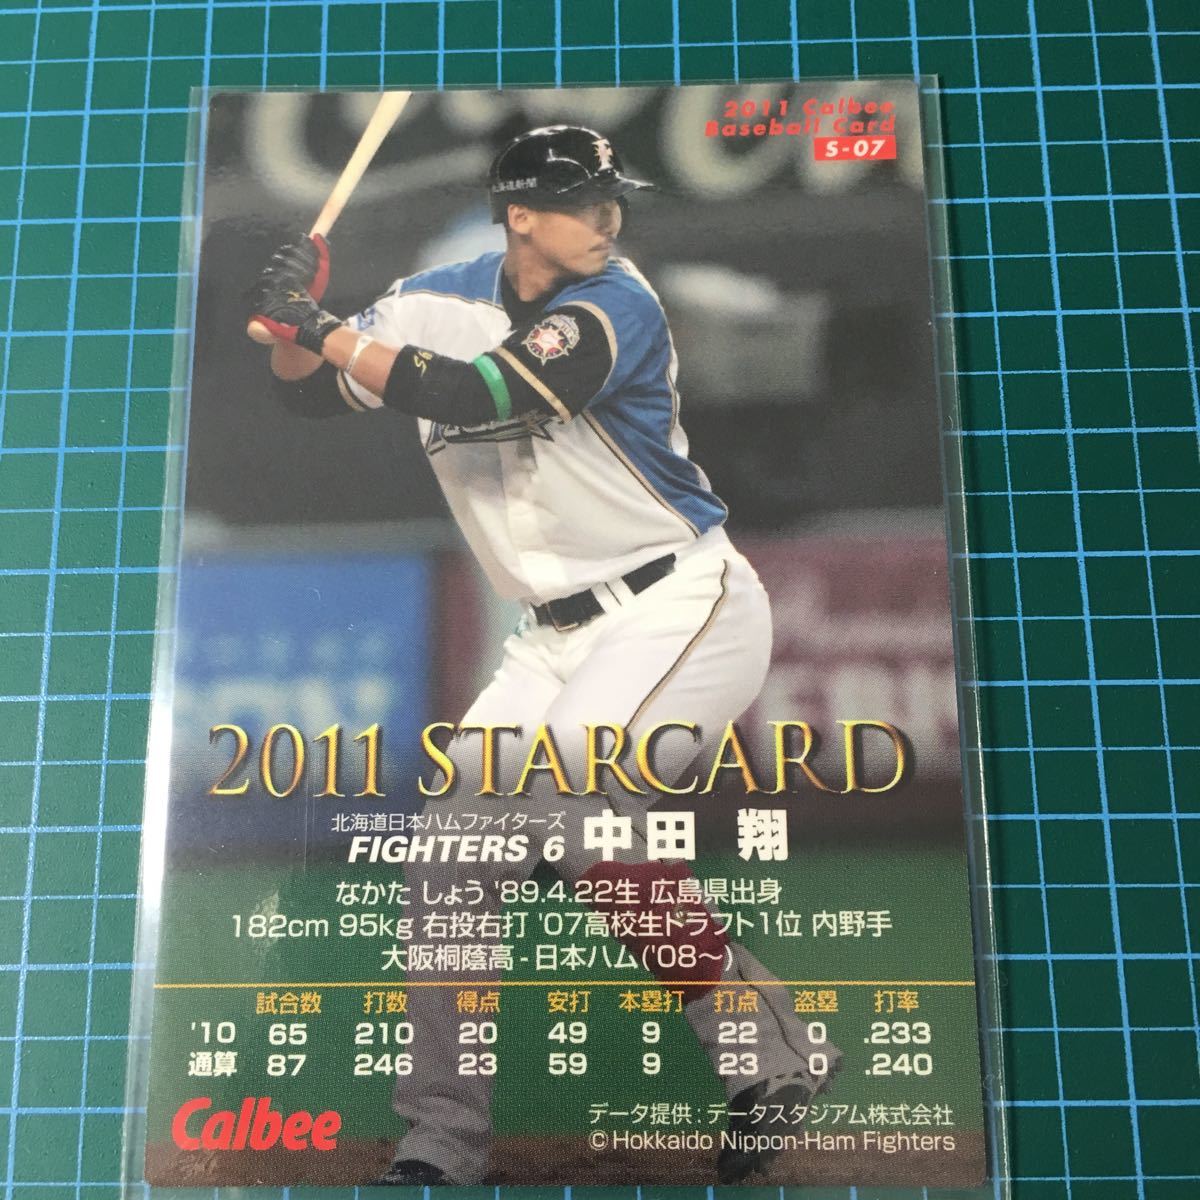 2011 Calbee
Baseball Card
S-07
北海道新聞
56
2011 STARCARD
北海道日本ハムファイターズ
FIGHTERS 6 中田 翔
なかた しょう '89.4.22生 広島県出身
182cm 95kg 右投右打 '07高校生ドラフト1位 内野手
大阪桐蔭高-日本ハム('08〜)
試合数 打数 得点 安打 本塁打 打点 盗塁 打率
'10 65 210 20 49 9 22 0 .233
通算 87 246 23 59 9 23 0 .240
Calbee
データ提供:データスタジアム株式会社
©Hokkaido Nippon-Ham Fighters